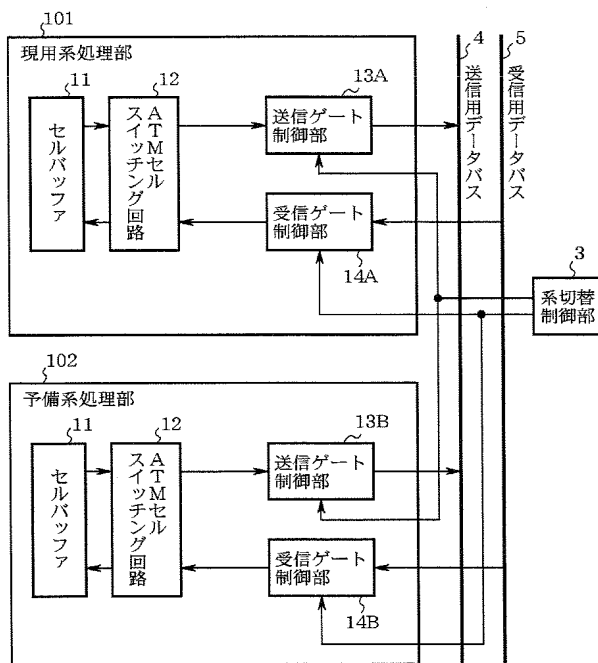 101
現用系処理部
11
セルバッファ
12
ATMセル
スイッチング回路
13A
送信ゲート
制御部
受信ゲート
制御部
14A
4
送信用データバス
5
受信用データバス
3
系切替
制御部
102
予備系処理部
11
セルバッファ
12
ATMセル
スイッチング回路
13B
送信ゲート
制御部
受信ゲート
制御部
14B